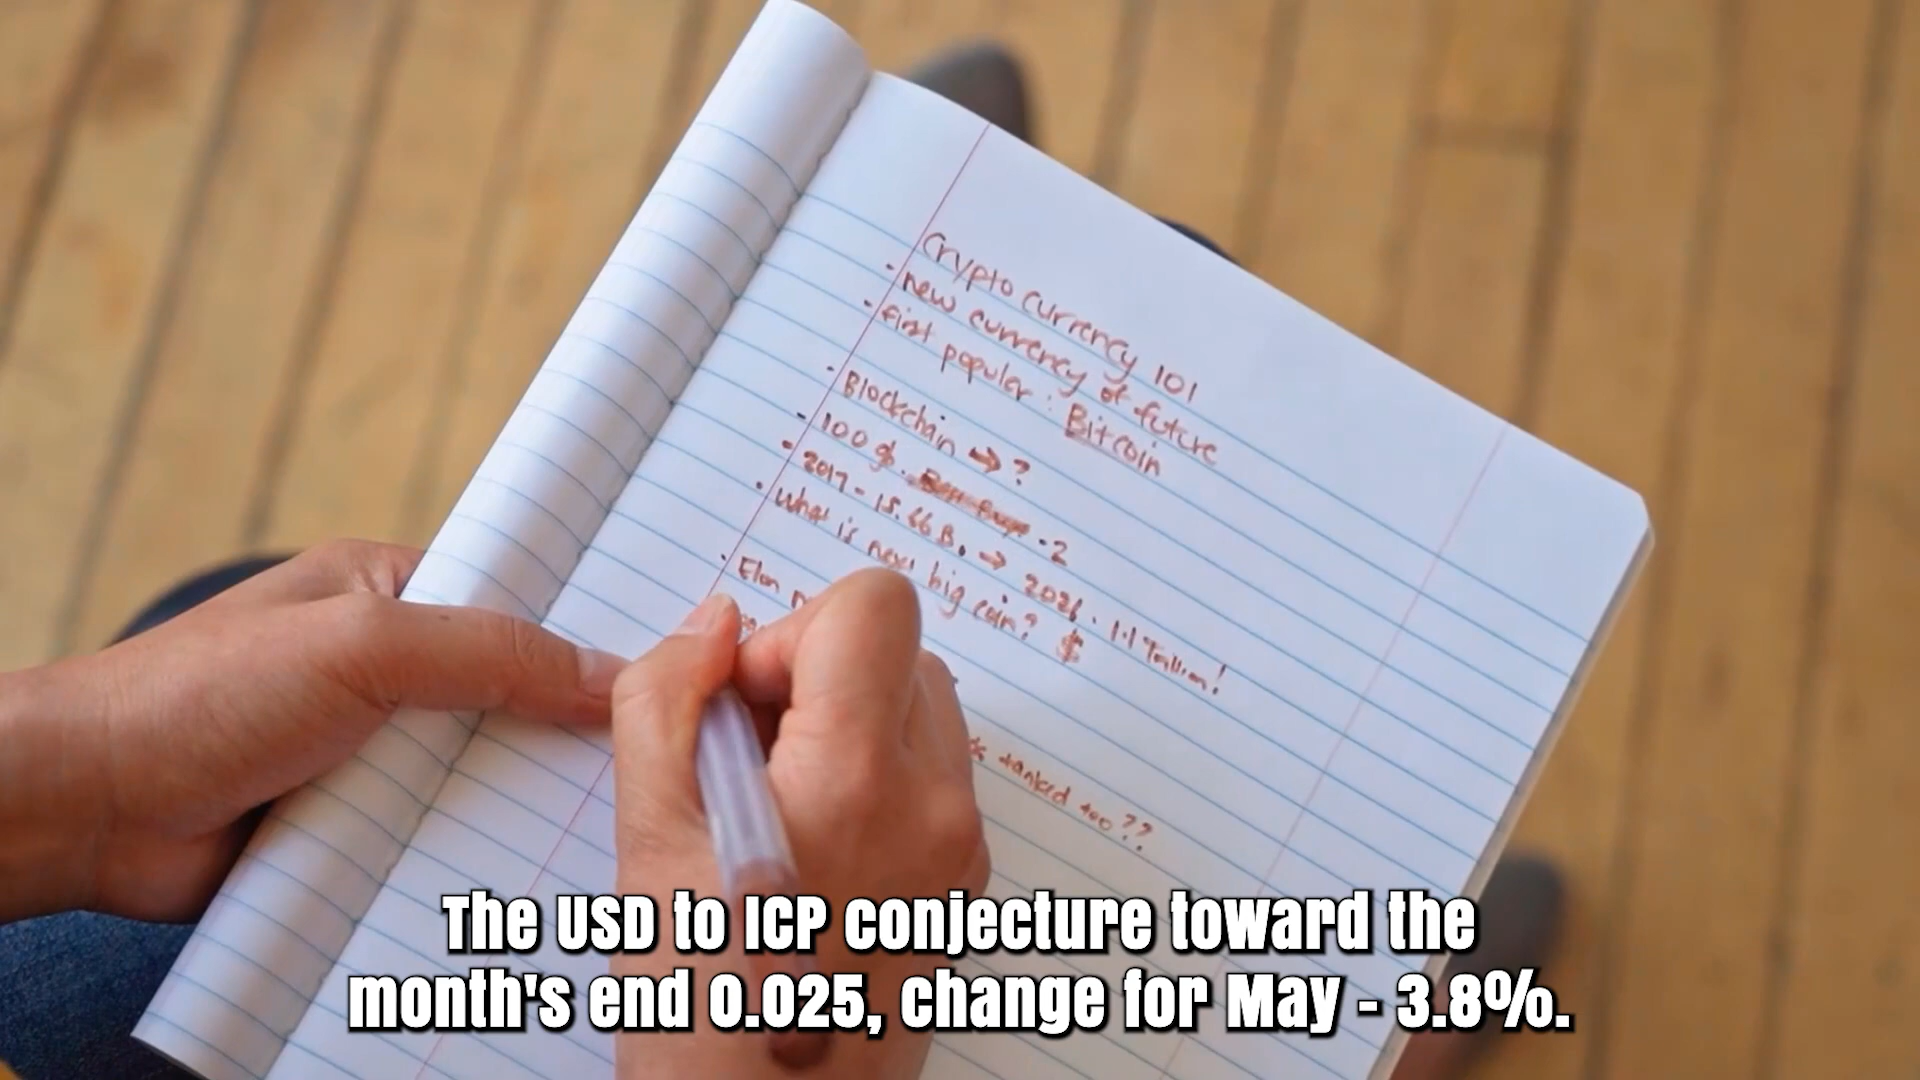 Crypto currency 101
- new currency of future
- first popular : Bitcoin
- Blockchain → ?
- 100 $. - 2
- 2017 - 15.66 B. → 2021. 1.1 Trillion!
- What is next big coin? $
- Elon
tanked too??
The USD to ICP conjecture toward the
month's end 0.025, change for May - 3.8%.